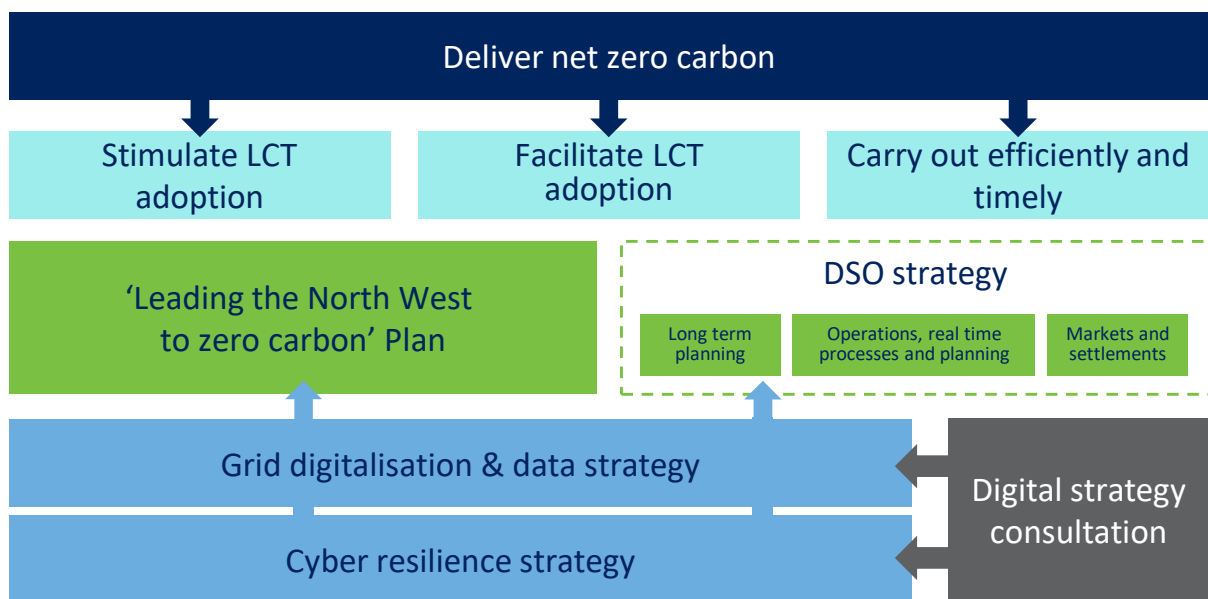 Deliver net zero carbon
Stimulate LCT
adoption
Facilitate LCT
adoption
Carry out efficiently and
timely
‘Leading the North West
to zero carbon’ Plan
DSO strategy
Long term
planning
Operations, real time
processes and planning
Markets and
settlements
Grid digitalisation & data strategy
Cyber resilience strategy
Digital strategy
consultation